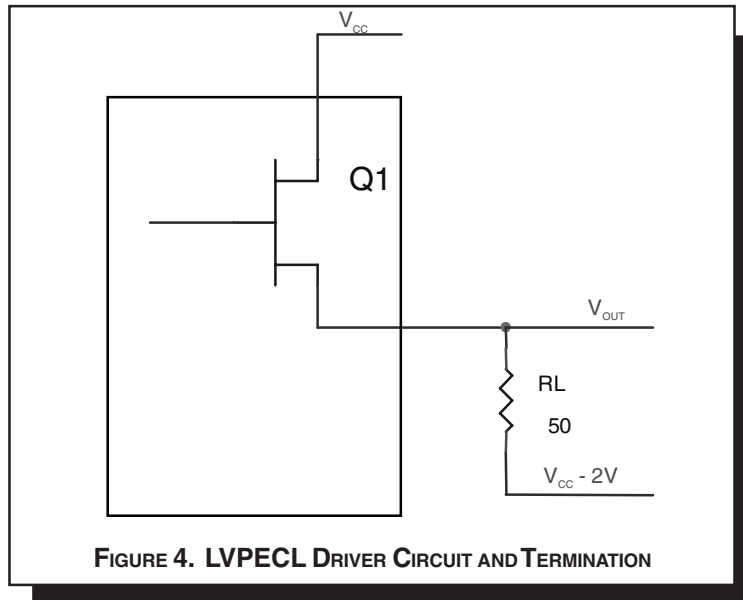 VCC
Q1
VOUT
RL
50
VCC - 2V
FIGURE 4. LVPECL DRIVER CIRCUIT AND TERMINATION